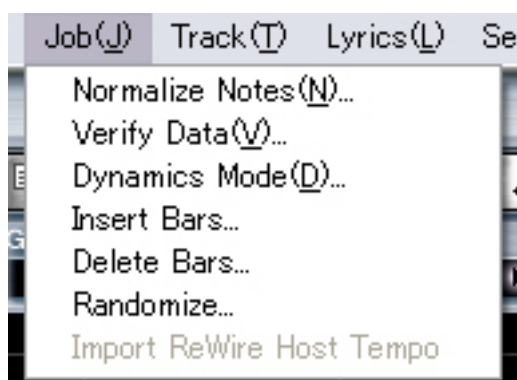 Job(J) Track(T) Lyrics(L) Se
Normalize Notes(N)...
Verify Data(V)...
Dynamics Mode(D)...
Insert Bars...
Delete Bars...
Randomize...
Import ReWire Host Tempo
G